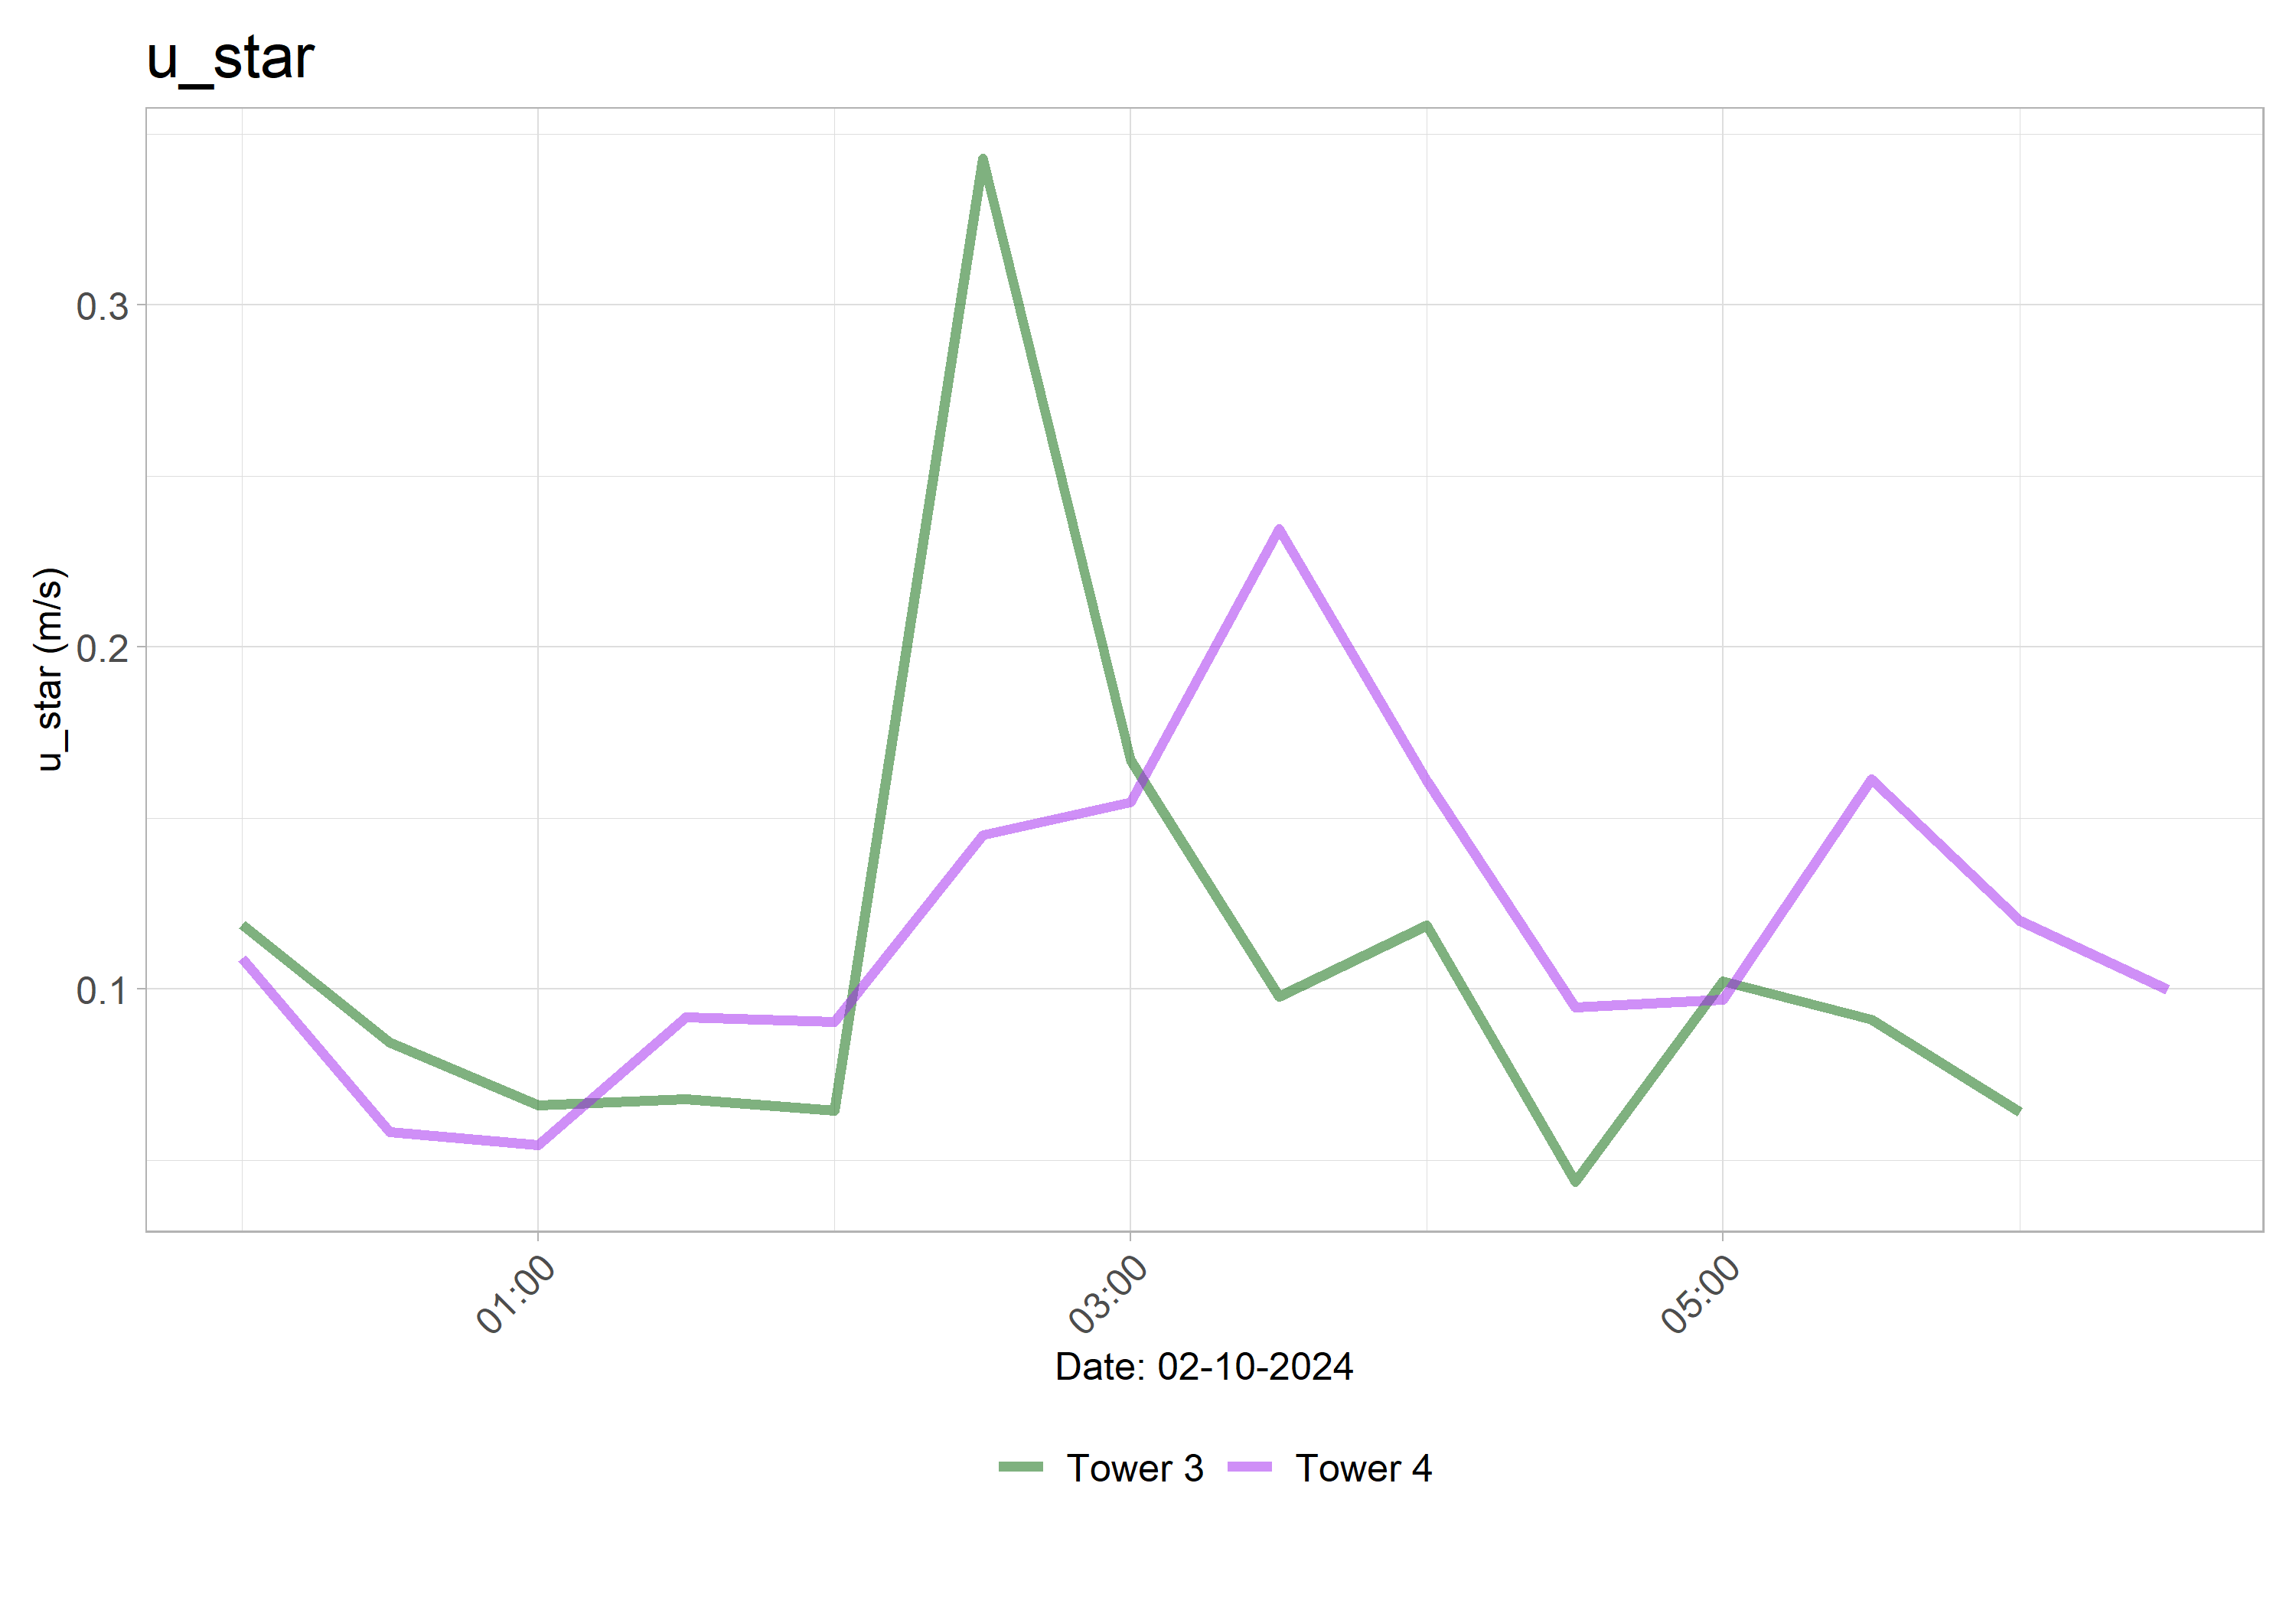 u_star
u_star (m/s)
0.3
0.2
0.1
01:00
03:00
05:00
Date: 02-10-2024
Tower 3
Tower 4